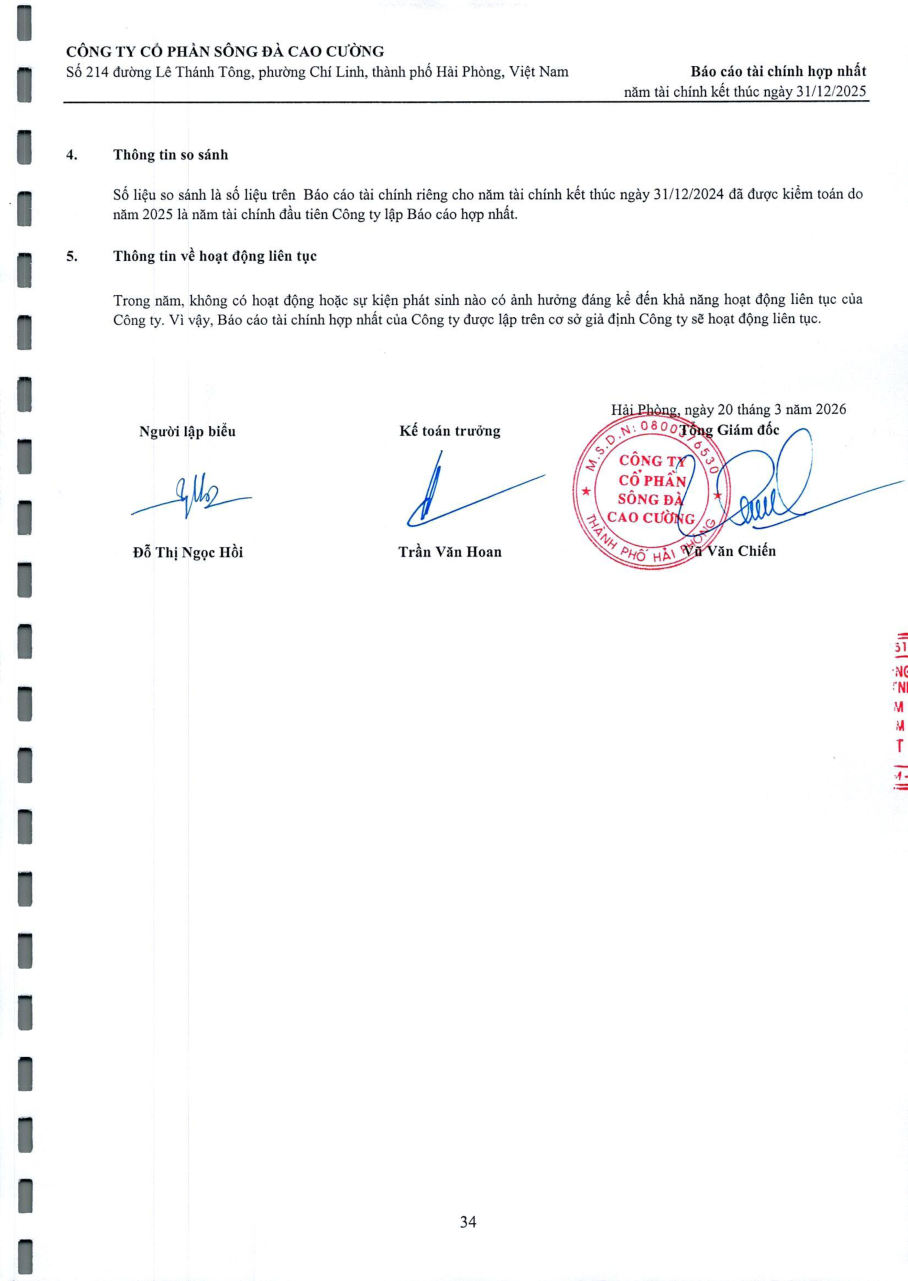 CÔNG TY CỔ PHẦN SÔNG ĐÀ CAO CƯỜNG
Số 214 đường Lê Thánh Tông, phường Chí Linh, thành phố Hải Phòng, Việt Nam
Báo cáo tài chính hợp nhất
năm tài chính kết thúc ngày 31/12/2025
4. Thông tin so sánh
Số liệu so sánh là số liệu trên Báo cáo tài chính riêng cho năm tài chính kết thúc ngày 31/12/2024 đã được kiểm toán do
năm 2025 là năm tài chính đầu tiên Công ty lập Báo cáo hợp nhất.
5. Thông tin về hoạt động liên tục
Trong năm, không có hoạt động hoặc sự kiện phát sinh nào có ảnh hưởng đáng kể đến khả năng hoạt động liên tục của
Công ty. Vì vậy, Báo cáo tài chính hợp nhất của Công ty được lập trên cơ sở giả định Công ty sẽ hoạt động liên tục.
Hải Phòng, ngày 20 tháng 3 năm 2026
Người lập biểu
Kế toán trưởng
Tổng Giám đốc
M.S.D.N: 0800376530
CÔNG TY
CỔ PHẦN
SÔNG ĐÀ
CAO CƯỜNG
THÀNH PHỐ HẢI PHÒNG
Đỗ Thị Ngọc Hồi
Trần Văn Hoan
Vũ Văn Chiến
34